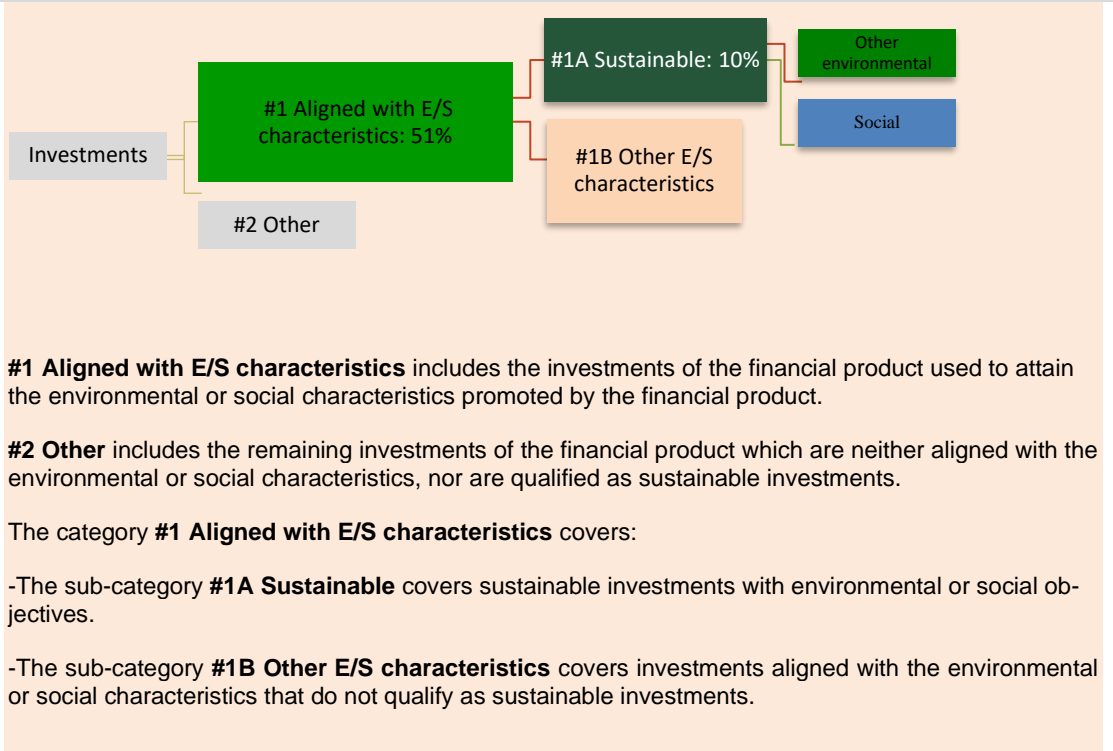 #1A Sustainable: 10%
Other
environmental
#1 Aligned with E/S
characteristics: 51%
Social
Investments
#1B Other E/S
characteristics
#2 Other
#1 Aligned with E/S characteristics includes the investments of the financial product used to attain
the environmental or social characteristics promoted by the financial product.
#2 Other includes the remaining investments of the financial product which are neither aligned with the
environmental or social characteristics, nor are qualified as sustainable investments.
The category #1 Aligned with E/S characteristics covers:
-The sub-category #1A Sustainable covers sustainable investments with environmental or social ob-
jectives.
-The sub-category #1B Other E/S characteristics covers investments aligned with the environmental
or social characteristics that do not qualify as sustainable investments.